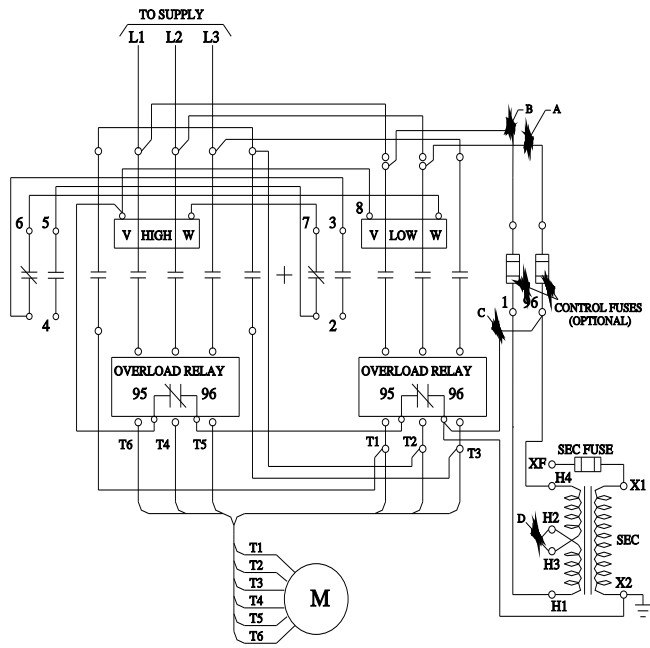 TO SUPPLY
L1 L2 L3
B A
6 5 7 3 8
V HIGH W
V LOW W
1 96
CONTROL FUSES
(OPTIONAL)
C
4 2
OVERLOAD RELAY
95 96
OVERLOAD RELAY
95 96
T6 T4 T5
T1 T2 T3
SEC FUSE
XF
H4 X1
D H2
SEC
H3
X2
H1
T1
T2
T3
T4
T5
T6
M